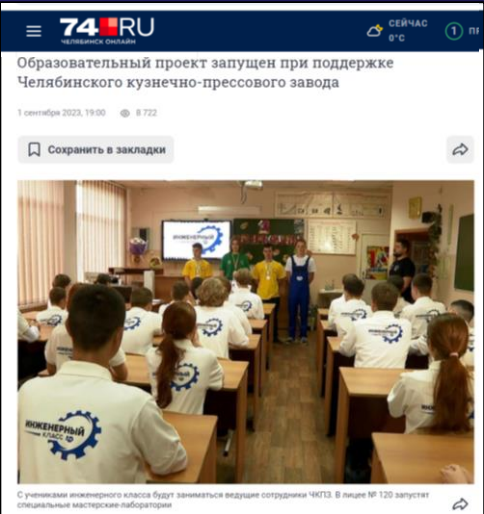 74 RU
ЧЕЛЯБИНСК ОНЛАЙН
СЕЙЧАС
0°C
1
Образовательный проект запущен при поддержке
Челябинского кузнечно-прессового завода
1 сентября 2023, 19:00
8 722
Сохранить в закладки
ИНЖЕНЕРНЫЙ
ИНЖЕНЕРНЫЙ
КЛАСС
ИНЖЕНЕРНЫЙ
КЛАСС
С учениками инженерного класса будут заниматься ведущие сотрудники ЧКПЗ. В лицее № 120 запустят
специальные мастерские-лаборатории